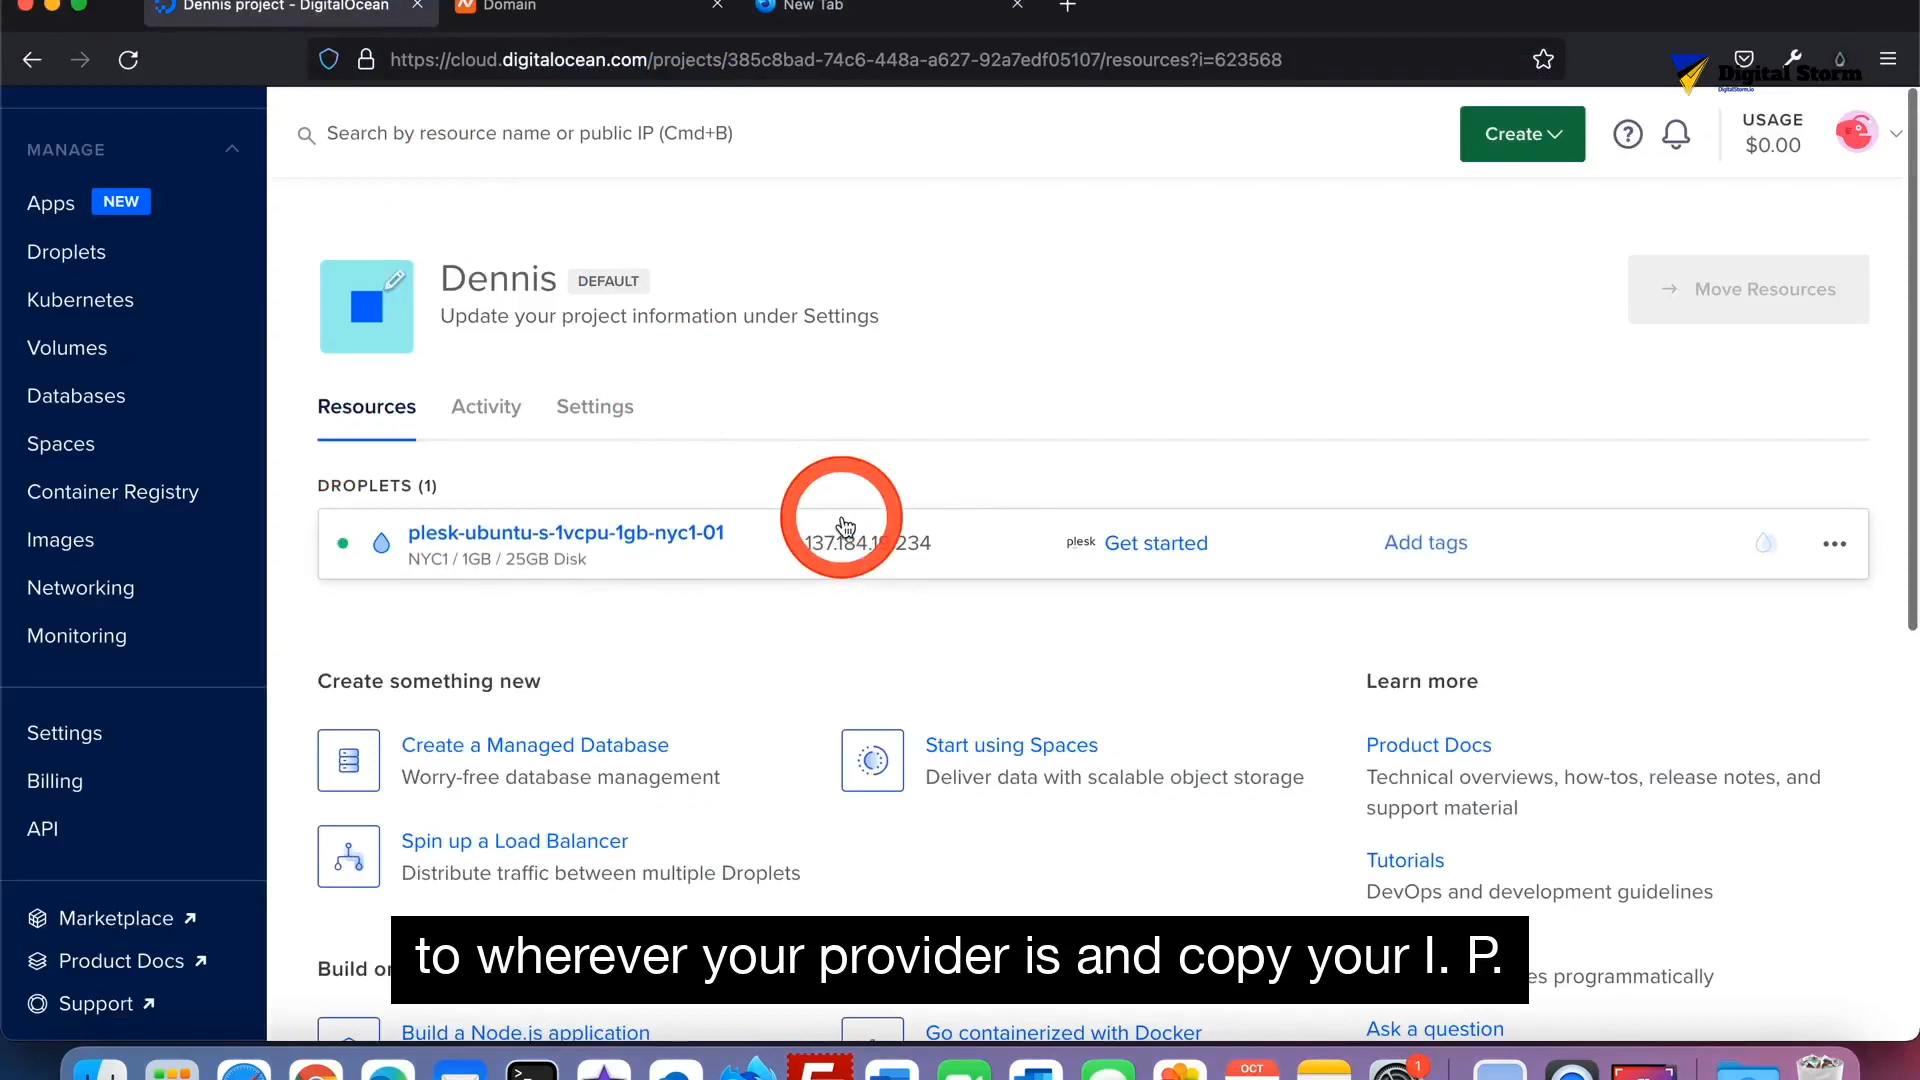 Dennis project - DigitalOcean
Domain
New Tab
https://cloud.digitalocean.com/projects/385c8bad-74c6-448a-a627-92a7edf05107/resources?i=623568
Digital Storm
DigitalStorm.io
MANAGE
Apps NEW
Droplets
Kubernetes
Volumes
Databases
Spaces
Container Registry
Images
Networking
Monitoring
Settings
Billing
API
Marketplace
Product Docs
Support
Search by resource name or public IP (Cmd+B)
Create
USAGE
$0.00
Dennis DEFAULT
Update your project information under Settings
Move Resources
Resources Activity Settings
DROPLETS (1)
plesk-ubuntu-s-1vcpu-1gb-nyc1-01
NYC1 / 1GB / 25GB Disk
plesk Get started
Add tags
Create something new
Create a Managed Database
Worry-free database management
Start using Spaces
Deliver data with scalable object storage
Spin up a Load Balancer
Distribute traffic between multiple Droplets
Learn more
Product Docs
Technical overviews, how-tos, release notes, and
support material
Tutorials
DevOps and development guidelines
programmatically
Ask a question
Build
Build a Node.js application
Go containerized with Docker
to wherever your provider is and copy your I. P.
OCT
1